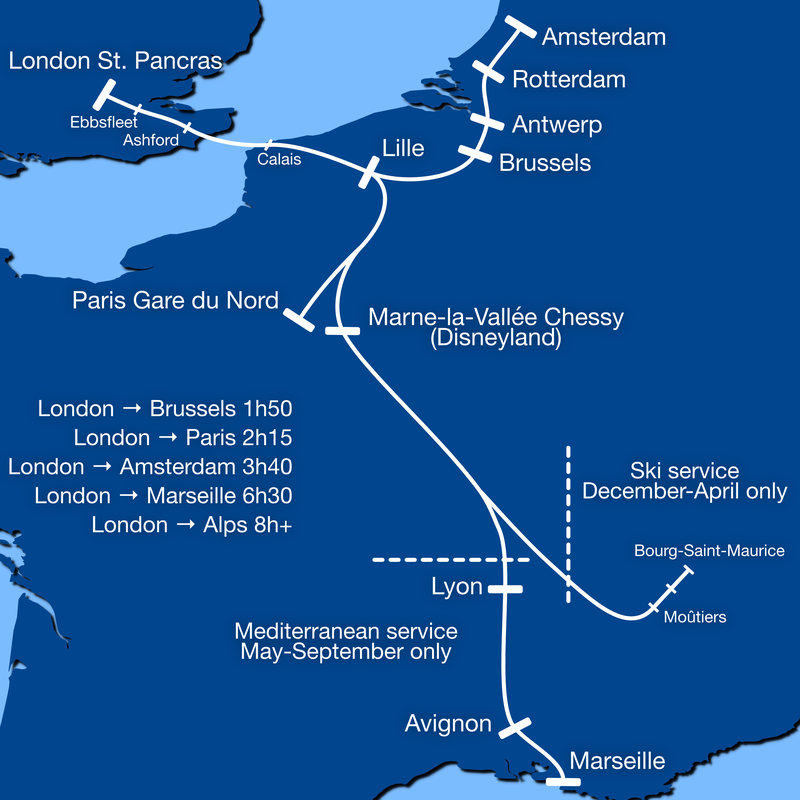 Amsterdam
London St. Pancras
Rotterdam
Ebbsfleet
Antwerp
Ashford
Lille
Calais
Brussels
Paris Gare du Nord
Marne-la-Vallée Chessy
(Disneyland)
London → Brussels 1h50
London → Paris 2h15
London → Amsterdam 3h40
London → Marseille 6h30
London → Alps 8h+
Ski service
December-April only
Bourg-Saint-Maurice
Lyon
Moûtiers
Mediterranean service
May-September only
Avignon
Marseille